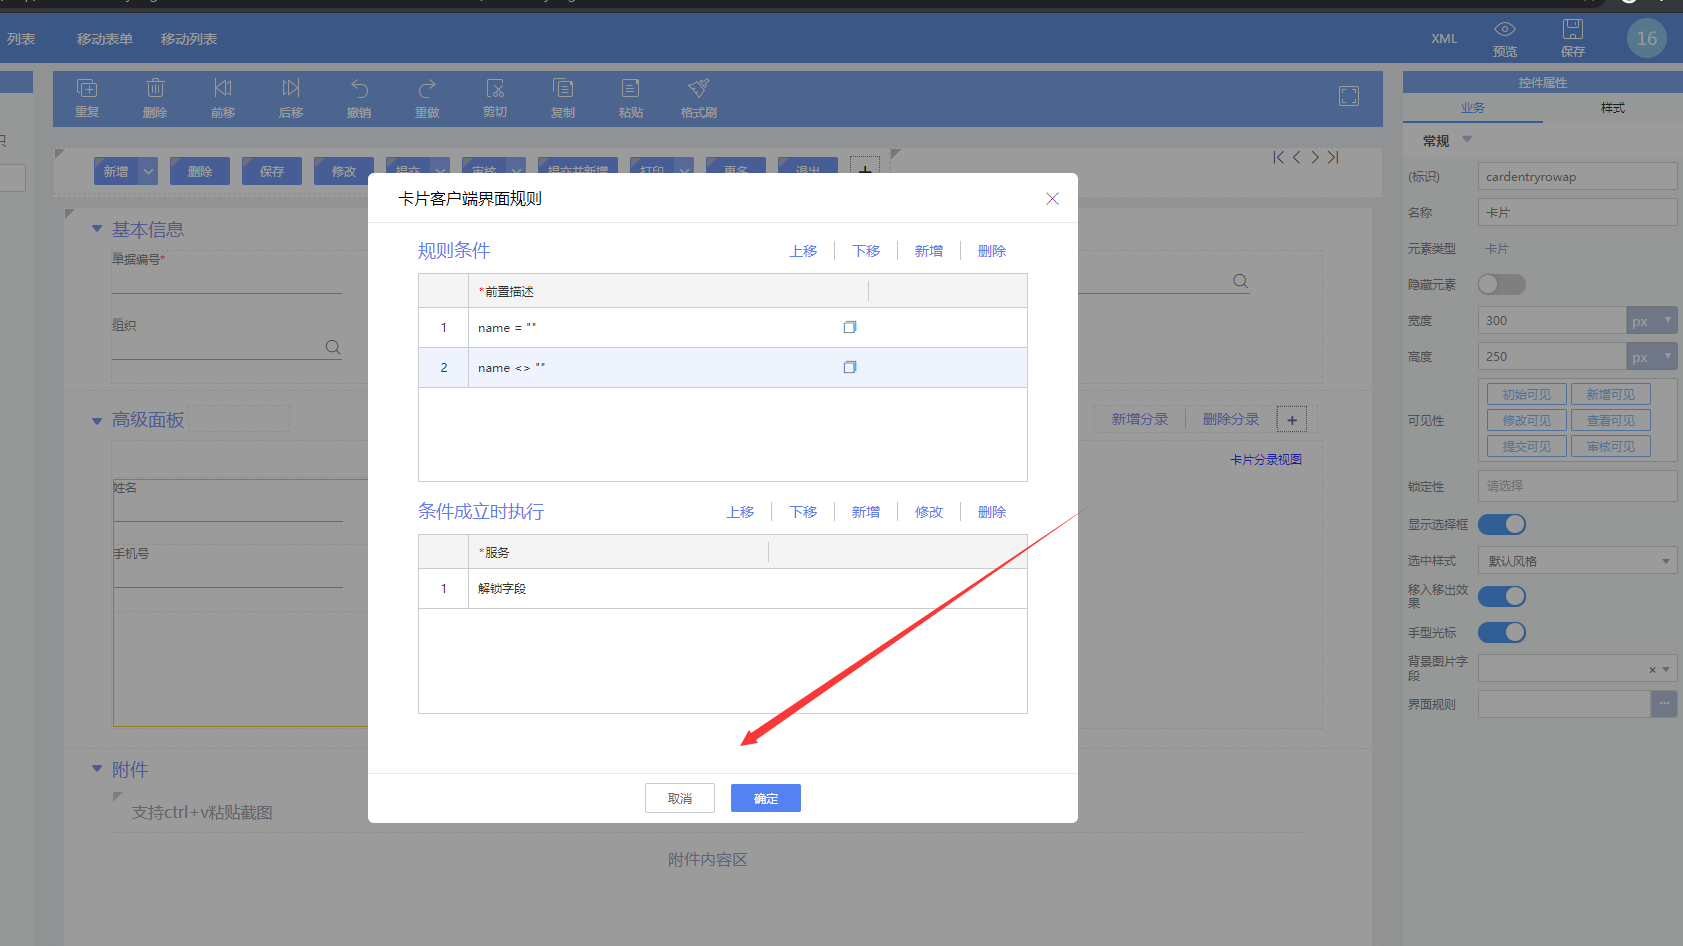 列表 移动表单 移动列表 XML 预览 保存 16
重复 删除 前移 后移 撤销 重做 剪切 复制 粘贴 格式刷
控件属性
业务 样式
常规
新增 删除 保存 修改 提交 审核 提交并新增 打印 更多 退出 +
(标识) cardentryrowap
名称 卡片
元素类型 卡片
隐藏元素
宽度 300 px
高度 250 px
可见性 初始可见 新增可见
修改可见 查看可见
提交可见 审核可见
锁定性 请选择
显示选择框
选中样式 默认风格
移入移出效
果
手型光标
背景图片字
段
界面规则
基本信息
单据编号*
组织
高级面板
新增分录 删除分录 +
卡片分录视图
姓名
手机号
附件
支持ctrl+v粘贴截图
附件内容区
卡片客户端界面规则
规则条件 上移 下移 新增 删除
*前置描述
1 name = ""
2 name <> ""
条件成立时执行 上移 下移 新增 修改 删除
*服务
1 解锁字段
取消 确定